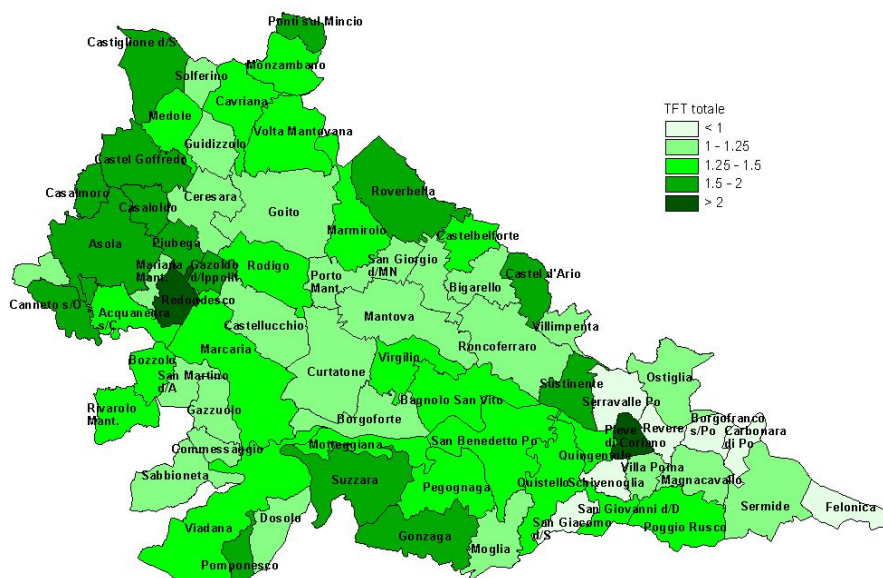 Ponti sul Mincio
Castiglione d/S
Monzambano
Solferino
Cavriana
Medole
Volta Mantovana
Guidizzolo
Castel Goffredo
Roverbella
Casalmoro
Ceresara
Casaloldo
Goito
Marmirolo
Castelbelforte
Asola
Piubega
Mariana
Mant.
Gazoldo
d/Ippolit
Rodigo
Porto
Mant
San Giorgio
d/MN
Castel d'Ario
Bigarello
Canneto s/O
Acquanegra
s/C
Redondesco
Castellucchio
Mantova
Villimpenta
Marcaria
Roncoferraro
Bozzolo
San Martino
d/A
Curtatone
Virgilio
Sustinente
Ostiglia
Rivarolo
Mant.
Gazzuolo
Bagnolo San Vito
Serravalle Po
Borgoforte
Borgofranco
s/Po
Carbonara
di Po
Revere
Pieve
di Coriano
Commessaggio
Motteggiana
San Benedetto Po
Quingentole
Villa Poma
Sabbioneta
Suzzara
Pegognaga
Quistello
Schivenoglia
Magnacavallo
Viadana
Dosolo
San Giacomo
d/S
San Giovanni d/D
Poggio Rusco
Sermide
Felonica
Gonzaga
Moglia
Pomponesco
TFT totale
< 1
1 - 1.25
1.25 - 1.5
1.5 - 2
> 2